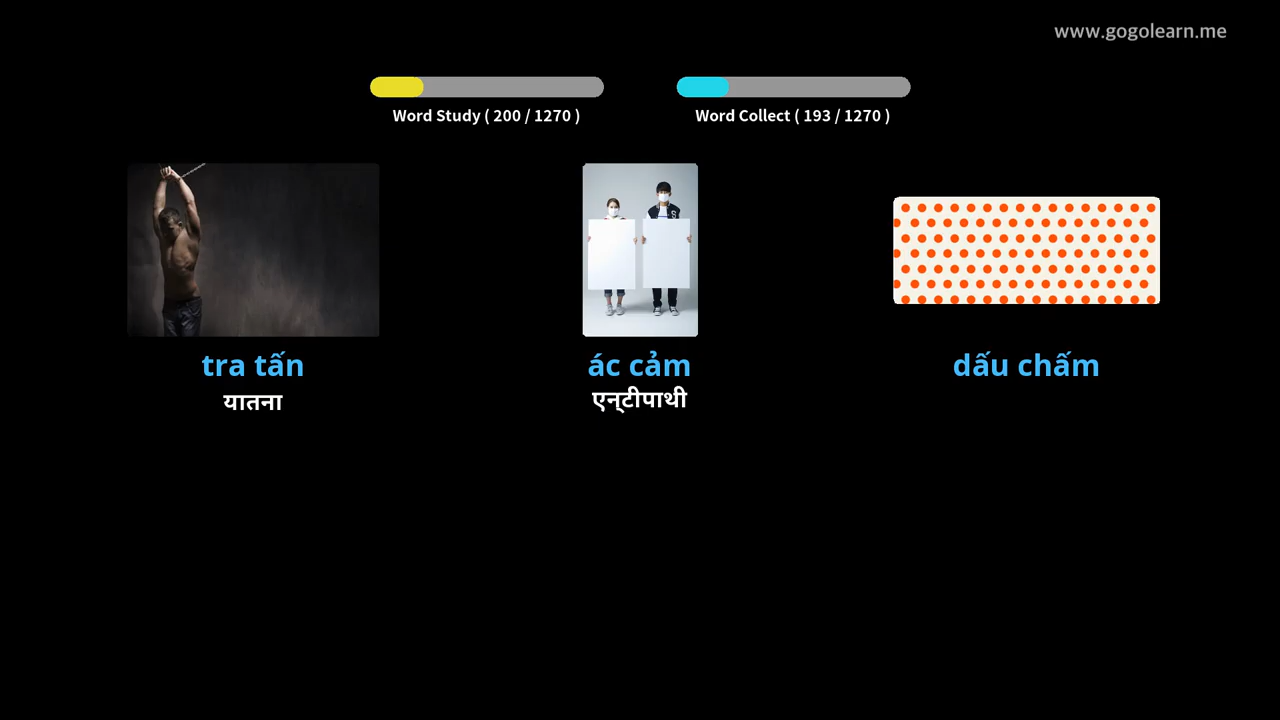 www.gogolearn.me
Word Study ( 200 / 1270 )
Word Collect ( 193 / 1270 )
tra tấn
ác cảm
dấu chấm
यातना
एन्टीपाथी
S